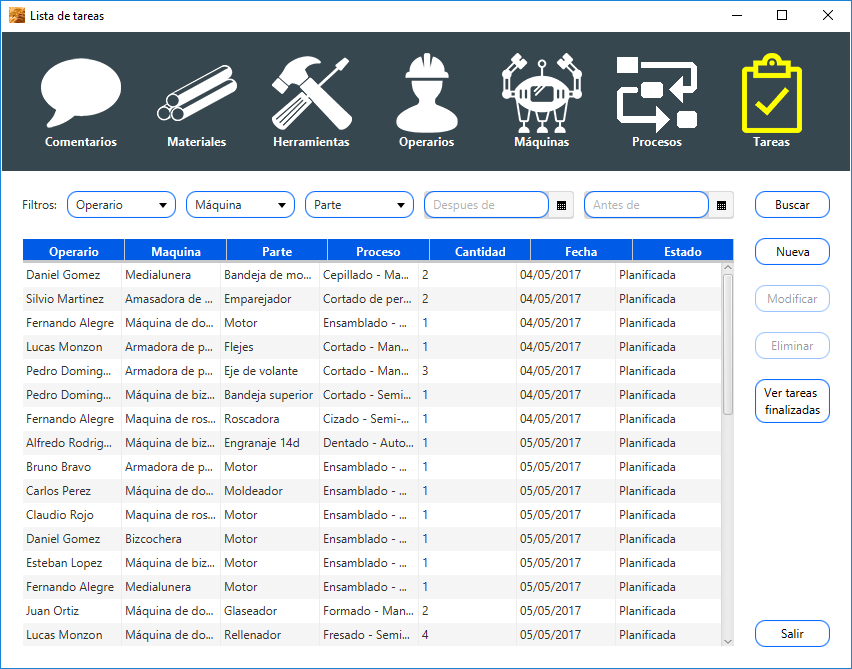 Lista de tareas
Comentarios Materiales Herramientas Operarios Máquinas Procesos Tareas
Filtros: Operario Máquina Parte Despues de Antes de Buscar
Operario Maquina Parte Proceso Cantidad Fecha Estado
Nueva
Daniel Gomez Medialunera Bandeja de mo... Cepillado - Ma... 2 04/05/2017 Planificada
Silvio Martinez Amasadora de ... Emparejador Cortado de per... 2 04/05/2017 Planificada
Modificar
Fernando Alegre Máquina de do... Motor Ensamblado - ... 1 04/05/2017 Planificada
Lucas Monzon Armadora de p... Flejes Cortado - Man... 1 04/05/2017 Planificada
Eliminar
Pedro Doming... Armadora de p... Eje de volante Cortado - Man... 3 04/05/2017 Planificada
Pedro Doming... Máquina de biz... Bandeja superior Cortado - Semi... 1 04/05/2017 Planificada
Ver tareas
finalizadas
Fernando Alegre Maquina de ros... Roscadora Cizado - Semi-... 1 04/05/2017 Planificada
Alfredo Rodrig... Máquina de biz... Engranaje 14d Dentado - Auto... 1 05/05/2017 Planificada
Bruno Bravo Armadora de p... Motor Ensamblado - ... 1 05/05/2017 Planificada
Carlos Perez Máquina de do... Moldeador Ensamblado - ... 1 05/05/2017 Planificada
Claudio Rojo Maquina de ros... Motor Ensamblado - ... 1 05/05/2017 Planificada
Daniel Gomez Bizcochera Motor Ensamblado - ... 1 05/05/2017 Planificada
Esteban Lopez Máquina de biz... Motor Ensamblado - ... 1 05/05/2017 Planificada
Fernando Alegre Medialunera Motor Ensamblado - ... 1 05/05/2017 Planificada
Juan Ortiz Máquina de do... Glaseador Formado - Man... 2 05/05/2017 Planificada
Lucas Monzon Máquina de do... Rellenador Fresado - Semi... 4 05/05/2017 Planificada
Salir